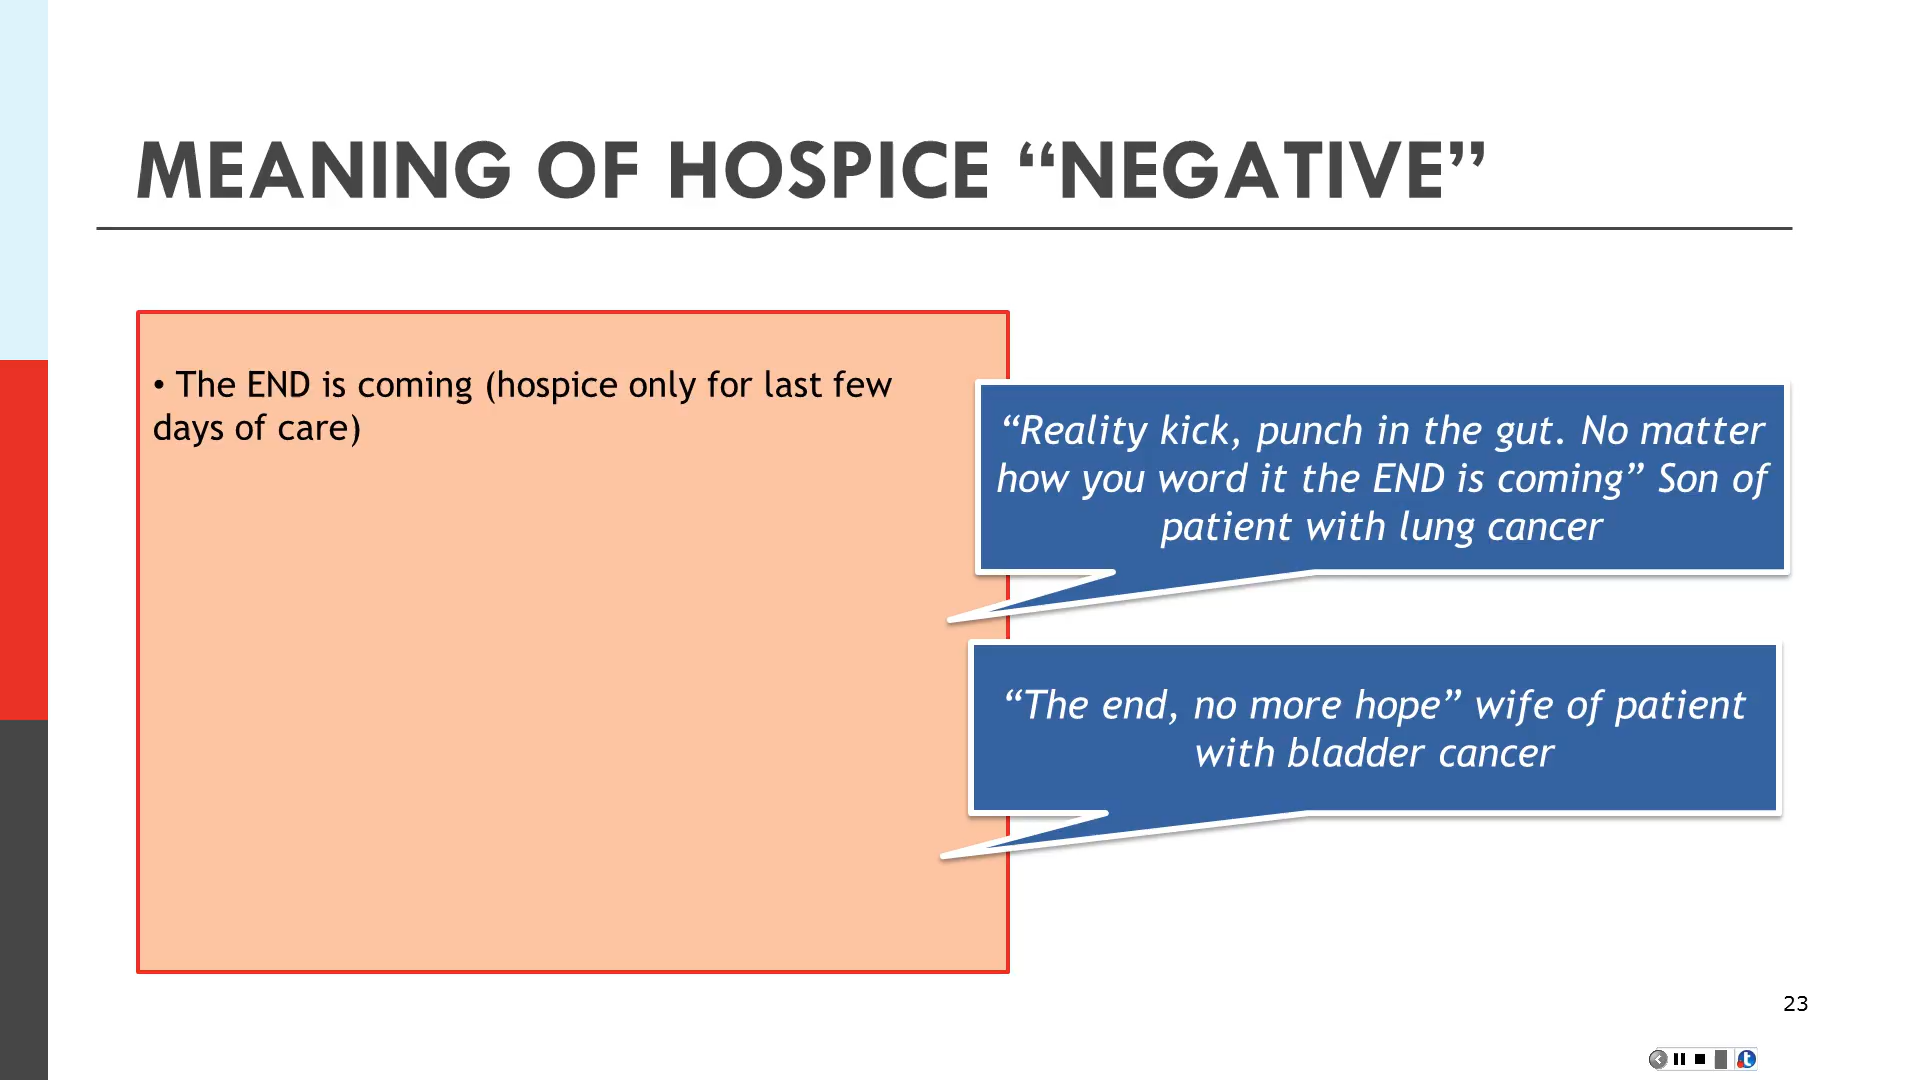 MEANING OF HOSPICE “NEGATIVE”
• The END is coming (hospice only for last few
days of care)
“Reality kick, punch in the gut. No matter
how you word it the END is coming” Son of
patient with lung cancer
“The end, no more hope” wife of patient
with bladder cancer
23
t